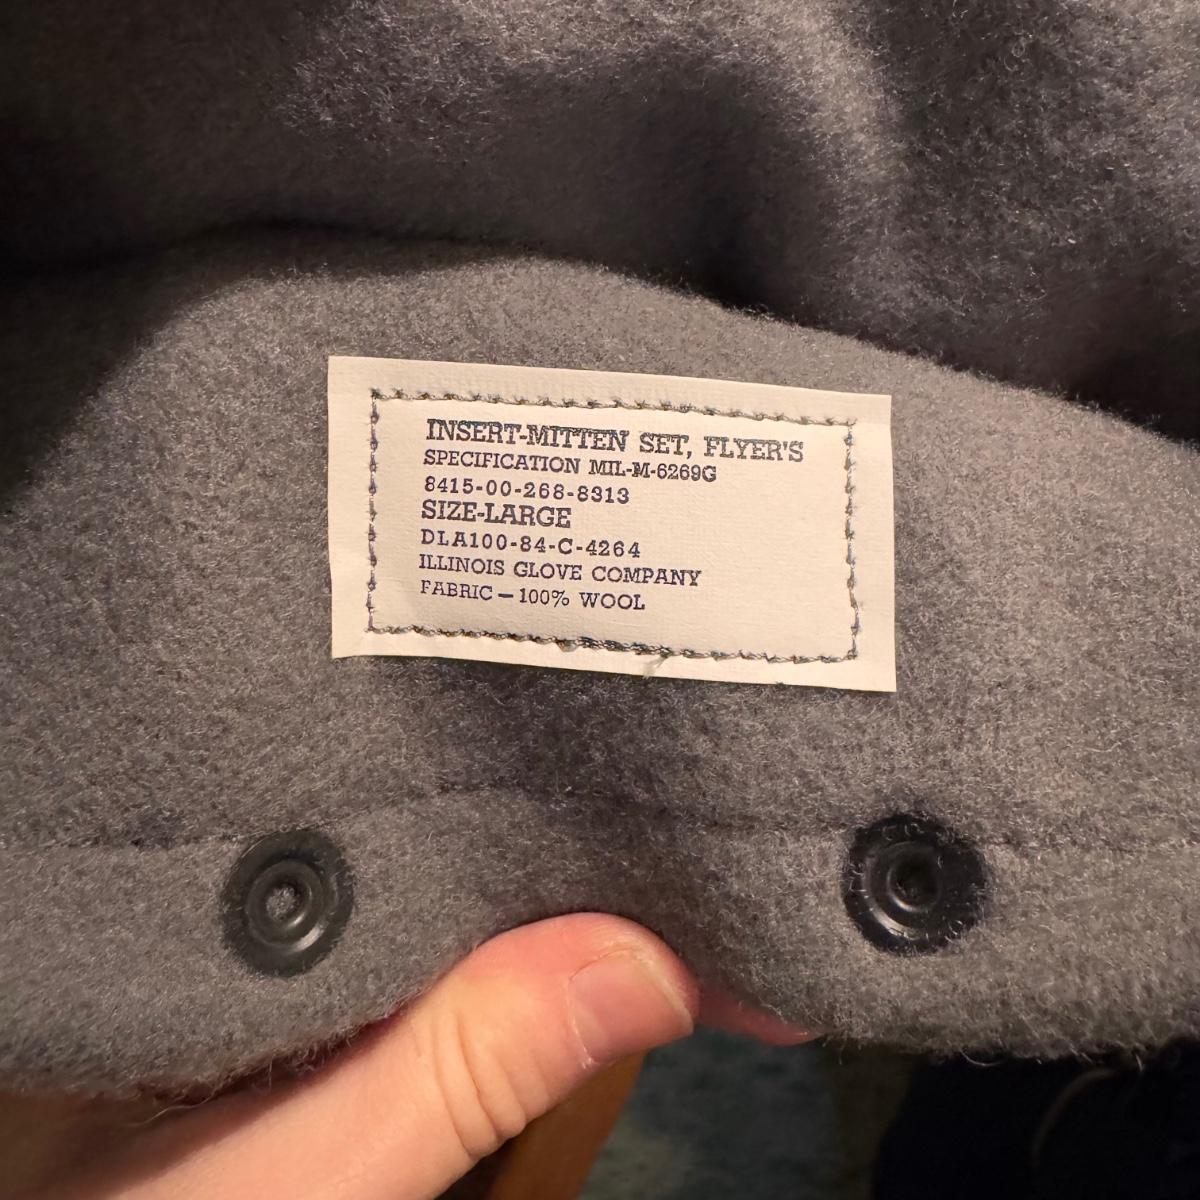 INSERT-MITTEN SET, FLYER'S
SPECIFICATION MIL-M-6269G
8415-00-268-8313
SIZE-LARGE
DLA100-84-C-4264
ILLINOIS GLOVE COMPANY
FABRIC — 100% WOOL